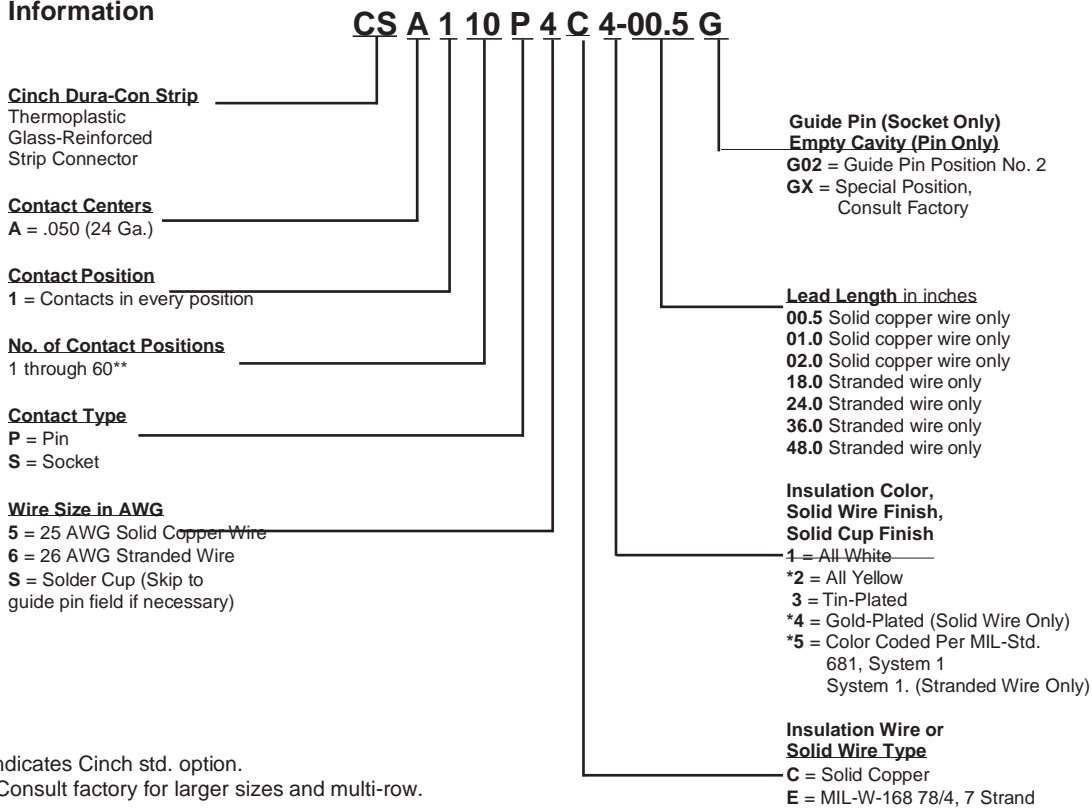 Information
CS A 1 10 P 4 C 4-00.5 G
Cinch Dura-Con Strip
Thermoplastic
Glass-Reinforced
Strip Connector
Contact Centers
A = .050 (24 Ga.)
Contact Position
1 = Contacts in every position
No. of Contact Positions
1 through 60**
Contact Type
P = Pin
S = Socket
Wire Size in AWG
5 = 25 AWG Solid Copper Wire
6 = 26 AWG Stranded Wire
S = Solder Cup (Skip to
guide pin field if necessary)
Guide Pin (Socket Only)
Empty Cavity (Pin Only)
G02 = Guide Pin Position No. 2
GX = Special Position,
Consult Factory
Lead Length in inches
00.5 Solid copper wire only
01.0 Solid copper wire only
02.0 Solid copper wire only
18.0 Stranded wire only
24.0 Stranded wire only
36.0 Stranded wire only
48.0 Stranded wire only
Insulation Color,
Solid Wire Finish,
Solid Cup Finish
1 = All White
*2 = All Yellow
3 = Tin-Plated
*4 = Gold-Plated (Solid Wire Only)
*5 = Color Coded Per MIL-Std.
681, System 1
System 1. (Stranded Wire Only)
Insulation Wire or
Solid Wire Type
C = Solid Copper
E = MIL-W-168 78/4, 7 Strand
ndicates Cinch std. option.
Consult factory for larger sizes and multi-row.